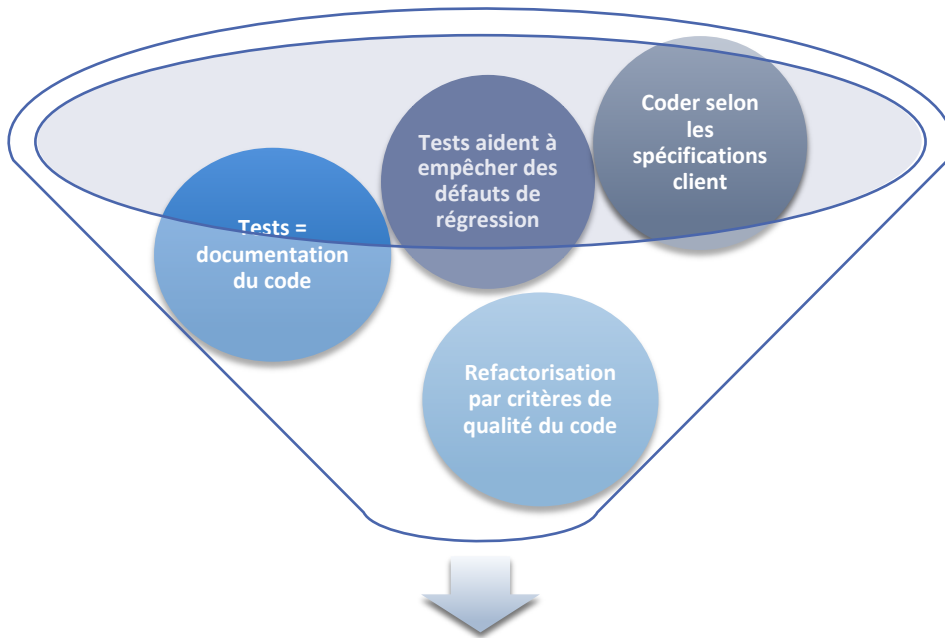 Coder selon
les
spécifications
client
Tests aident à
empêcher des
défauts de
régression
Tests =
documentation
du code
Refactorisation
par critères de
qualité du code